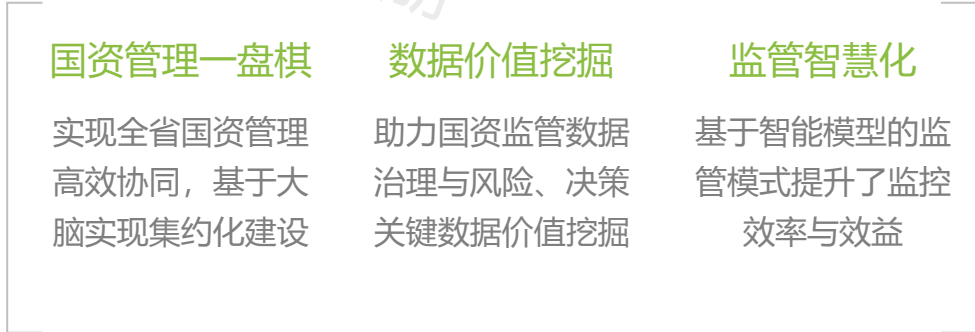 国资管理一盘棋
实现全省国资管理
高效协同，基于大
脑实现集约化建设
数据价值挖掘
助力国资监管数据
治理与风险、决策
关键数据价值挖掘
监管智慧化
基于智能模型的监
管模式提升了监控
效率与效益